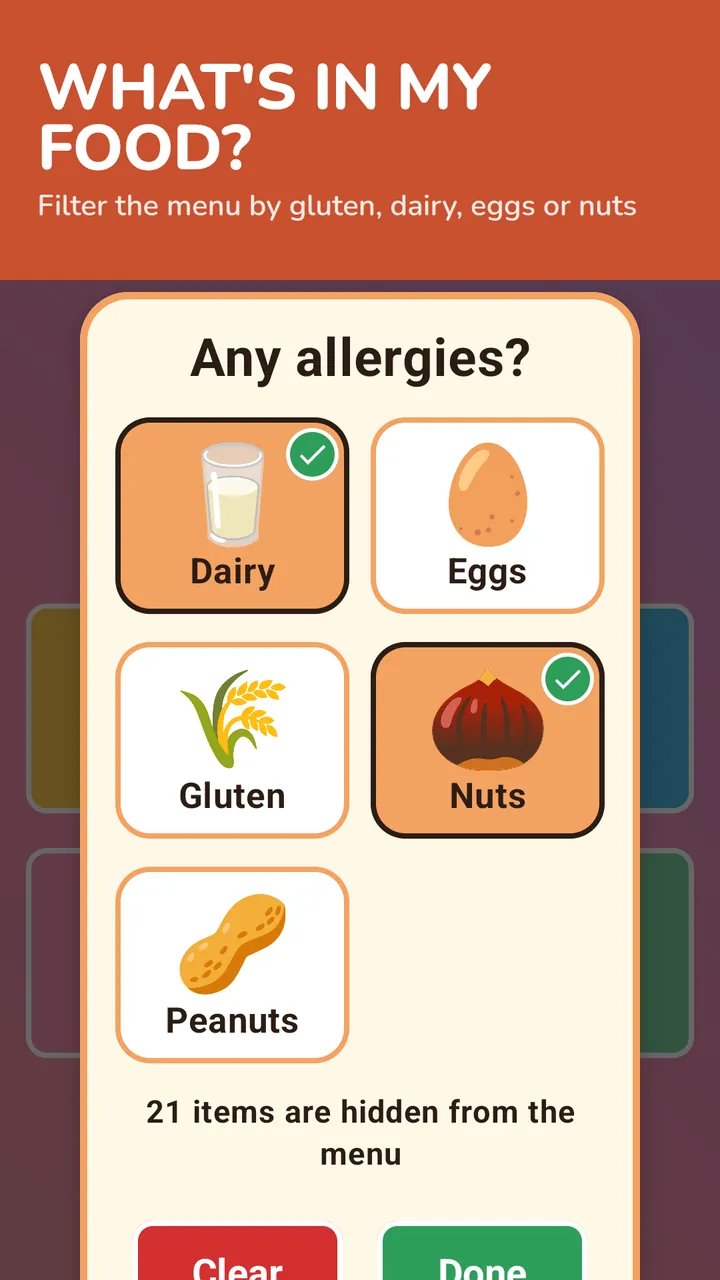 WHAT'S IN MY
FOOD?
Filter the menu by gluten, dairy, eggs or nuts
Any allergies?
Dairy
Eggs
Gluten
Nuts
Peanuts
21 items are hidden from the
menu
Clear
Done